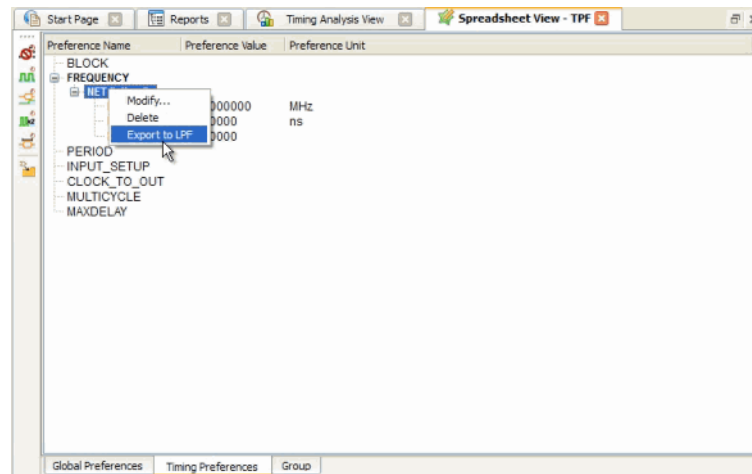 Start Page Reports Timing Analysis View Spreadsheet View - TPF
Preference Name Preference Value Preference Unit
BLOCK
FREQUENCY
NET
Modify...
000000 MHz
Delete
0000 ns
Export to LPF
0000
PERIOD
INPUT_SETUP
CLOCK_TO_OUT
MULTICYCLE
MAXDELAY
Global Preferences Timing Preferences Group